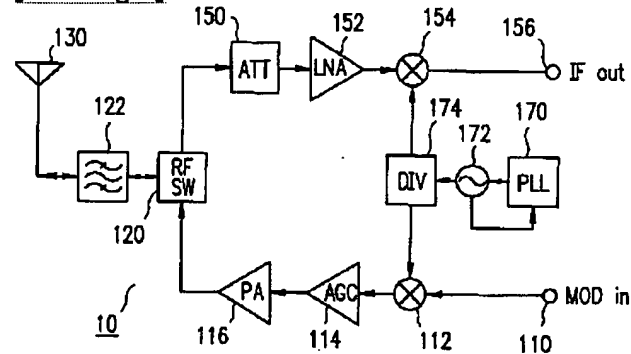 150
152
154
156
130
ATT
LNA
IF out
122
174
172
170
RF
SW
DIV
PLL
120
PA
AGC
MOD in
10
116
114
112
110